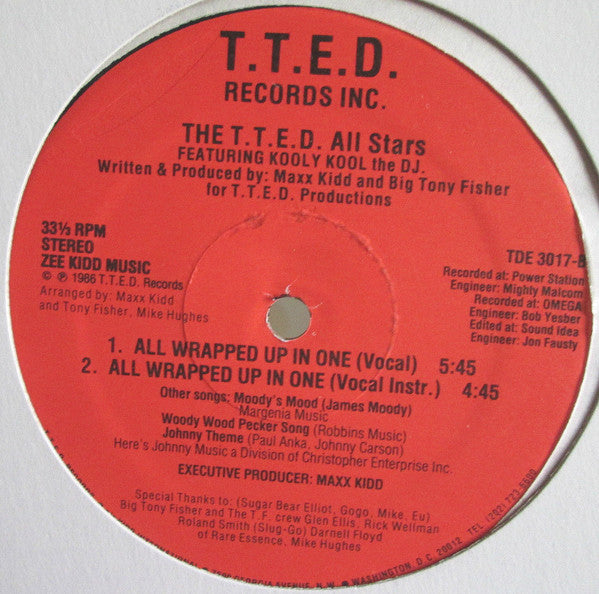 T.T.E.D.
RECORDS INC.
THE T.T.E.D. All Stars
FEATURING KOOLY KOOL the DJ.
Written & Produced by: Maxx Kidd and Big Tony Fisher
for T.T.E.D. Productions
33⅓ RPM
STEREO
ZEE KIDD MUSIC
© ℗ 1986 T.T.E.D. Records
Arranged by: Maxx Kidd
and Tony Fisher, Mike Hughes
TDE 3017-B
Recorded at: Power Station
Engineer: Mighty Malcorn
Recorded at: OMEGA
Engineer: Bob Yesber
Edited at: Sound Idea
Engineer: Jon Fausty
1. ALL WRAPPED UP IN ONE (Vocal) 5:45
2. ALL WRAPPED UP IN ONE (Vocal Instr.) 4:45
Other songs: Moody's Mood (James Moody)
Margenia Music
Woody Wood Pecker Song (Robbins Music)
Johnny Theme (Paul Anka, Johnny Carson)
Here's Johnny Music a Division of Christopher Enterprise Inc.
EXECUTIVE PRODUCER: MAXX KIDD
Special Thanks to: (Sugar Bear Elliot, Gogo, Mike, Eu)
Big Tony Fisher and The T.F. crew Glen Ellis, Rick Wellman
Roland Smith (Slug-Go) Darnell Floyd
of Rare Essence, Mike Hughes
GEORGIA AVENUE, N.W. ● WASHINGTON, D.C. 20012 TEL. (202) 723.5600